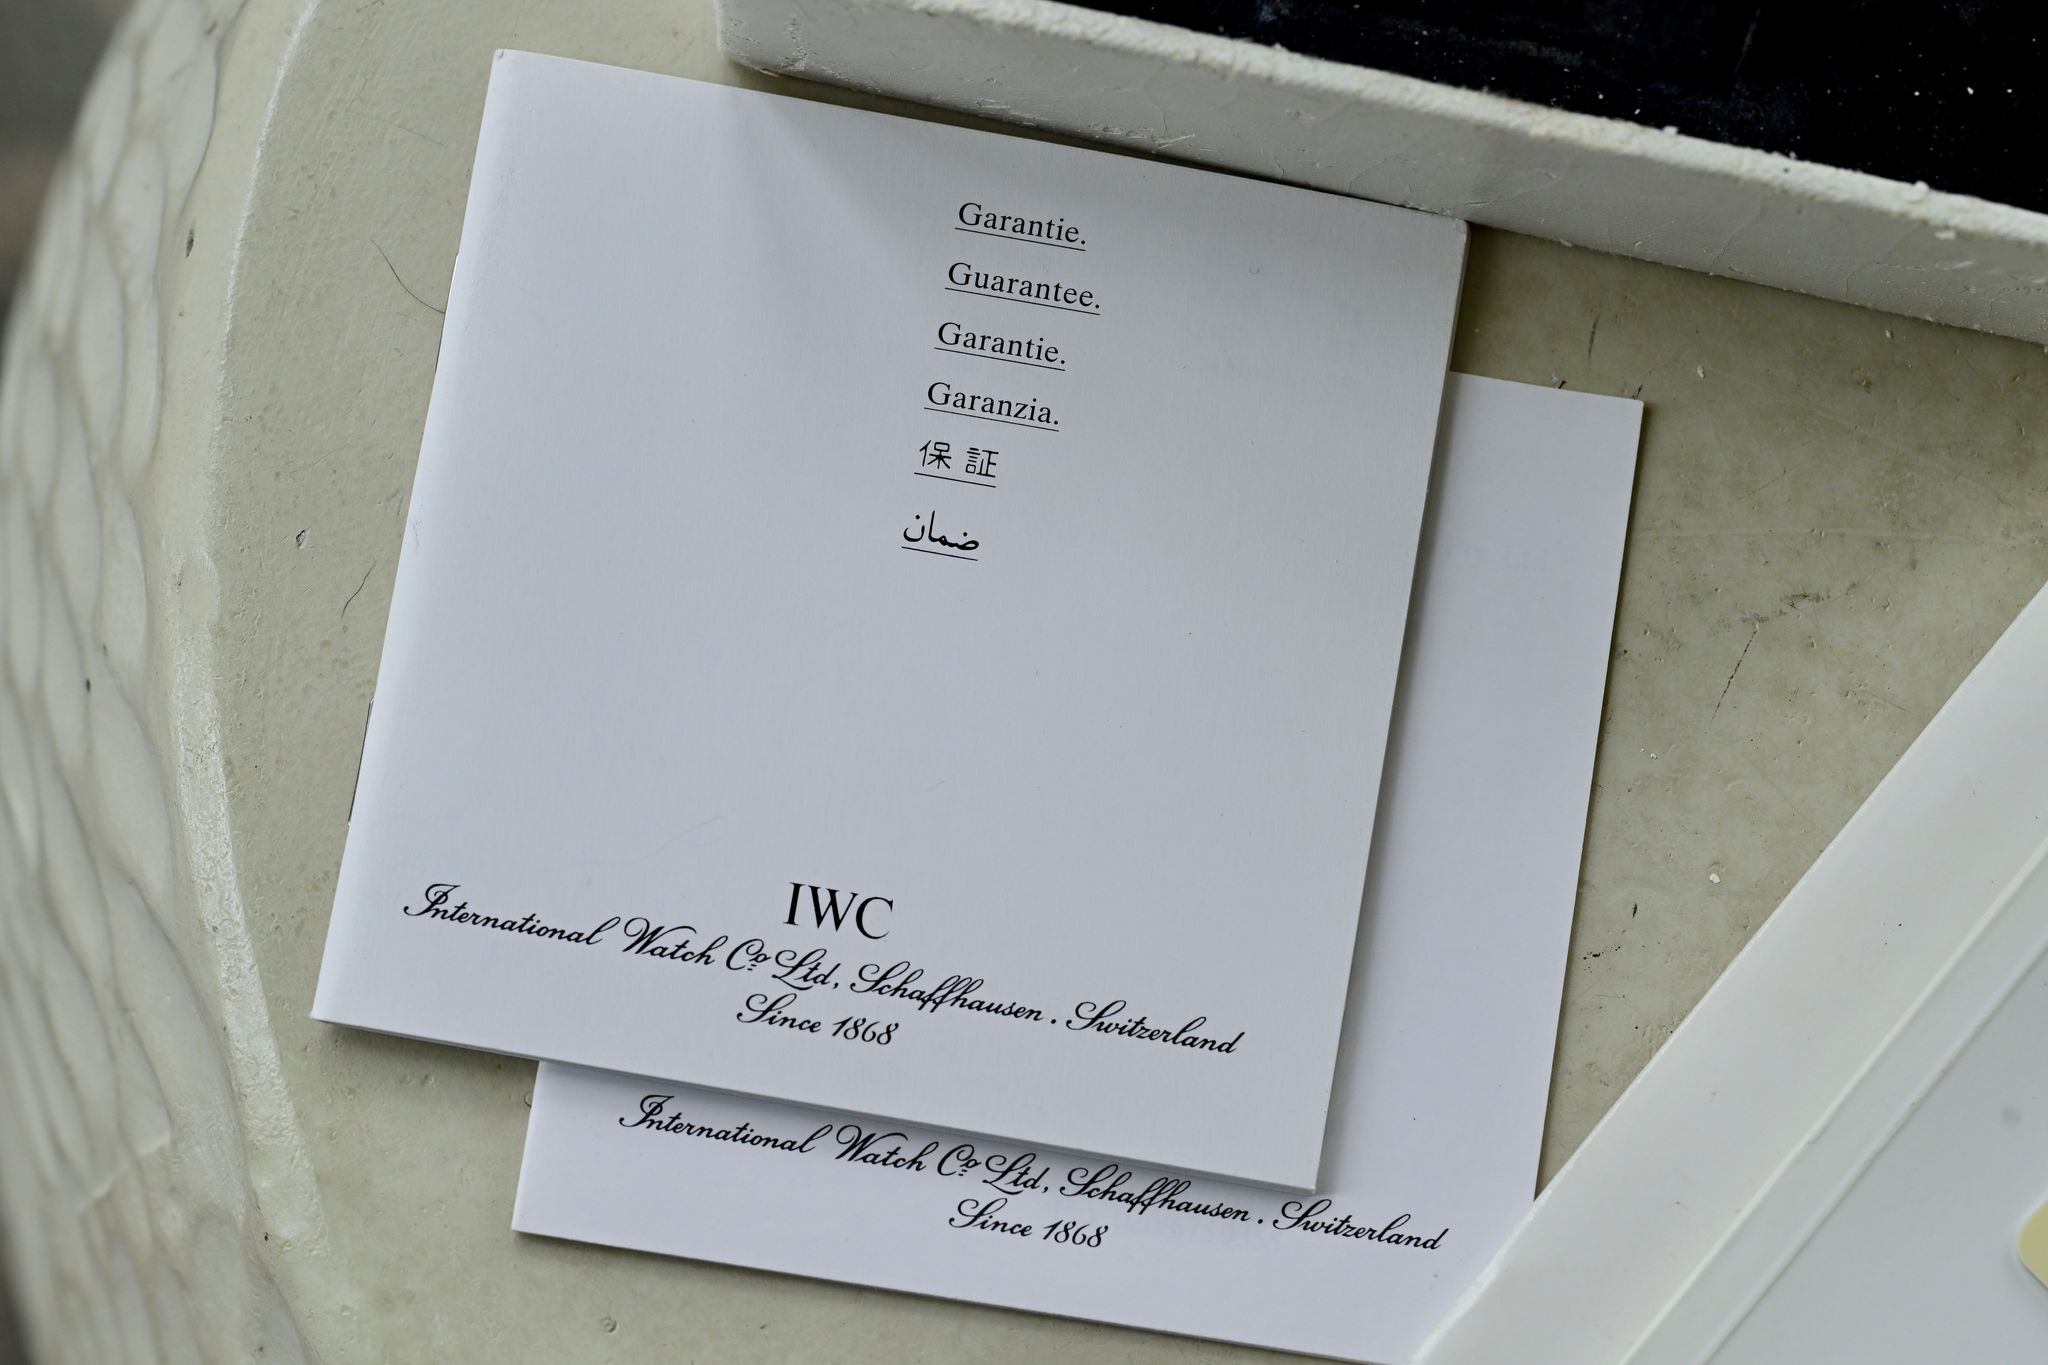 Garantie.
Guarantee.
Garantie.
Garanzia.
保証
ضمان
IWC
International Watch Co Ltd, Schaffhausen . Switzerland
Since 1868
International Watch Co Ltd, Schaffhausen . Switzerland
Since 1868